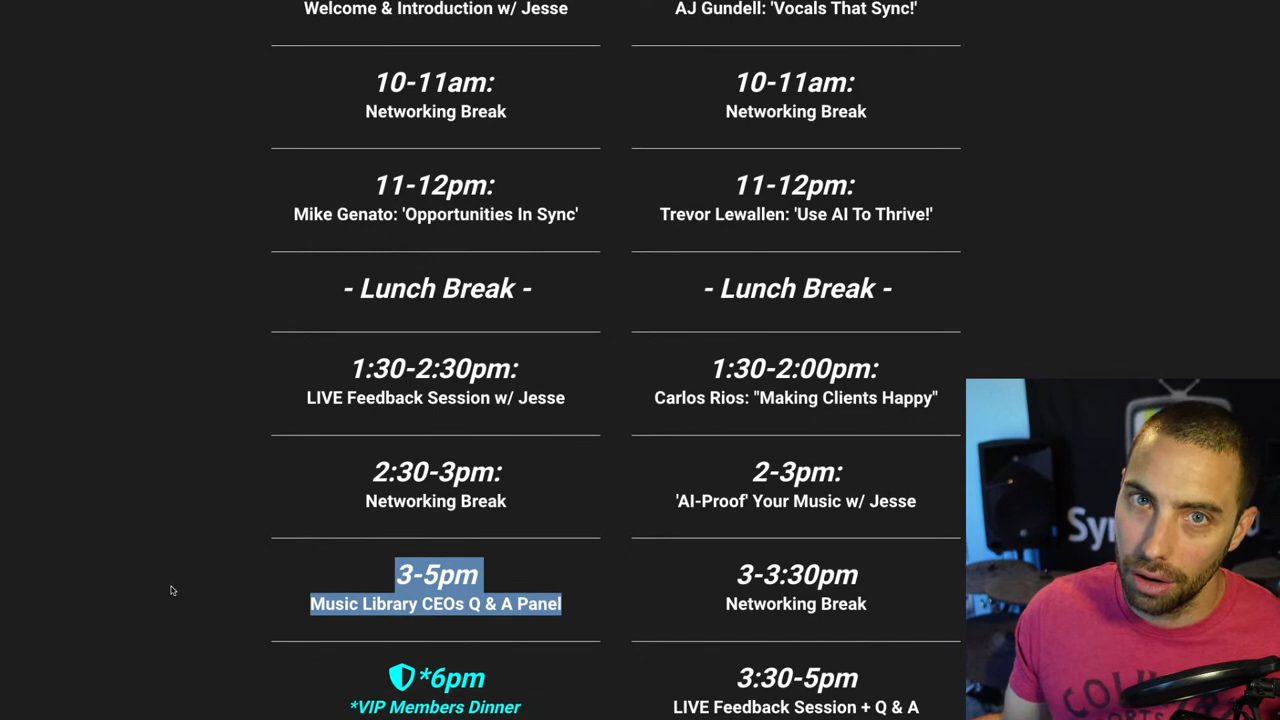 Welcome & Introduction w/ Jesse
10-11am:
Networking Break
11-12pm:
Mike Genato: 'Opportunities In Sync'
- Lunch Break -
1:30-2:30pm:
LIVE Feedback Session w/ Jesse
2:30-3pm:
Networking Break
3-5pm
Music Library CEOs Q & A Panel
*6pm
*VIP Members Dinner
AJ Gundell: 'Vocals That Sync!'
10-11am:
Networking Break
11-12pm:
Trevor Lewallen: 'Use AI To Thrive!'
- Lunch Break -
1:30-2:00pm:
Carlos Rios: "Making Clients Happy"
2-3pm:
'AI-Proof' Your Music w/ Jesse
3-3:30pm
Networking Break
3:30-5pm
LIVE Feedback Session + Q & A